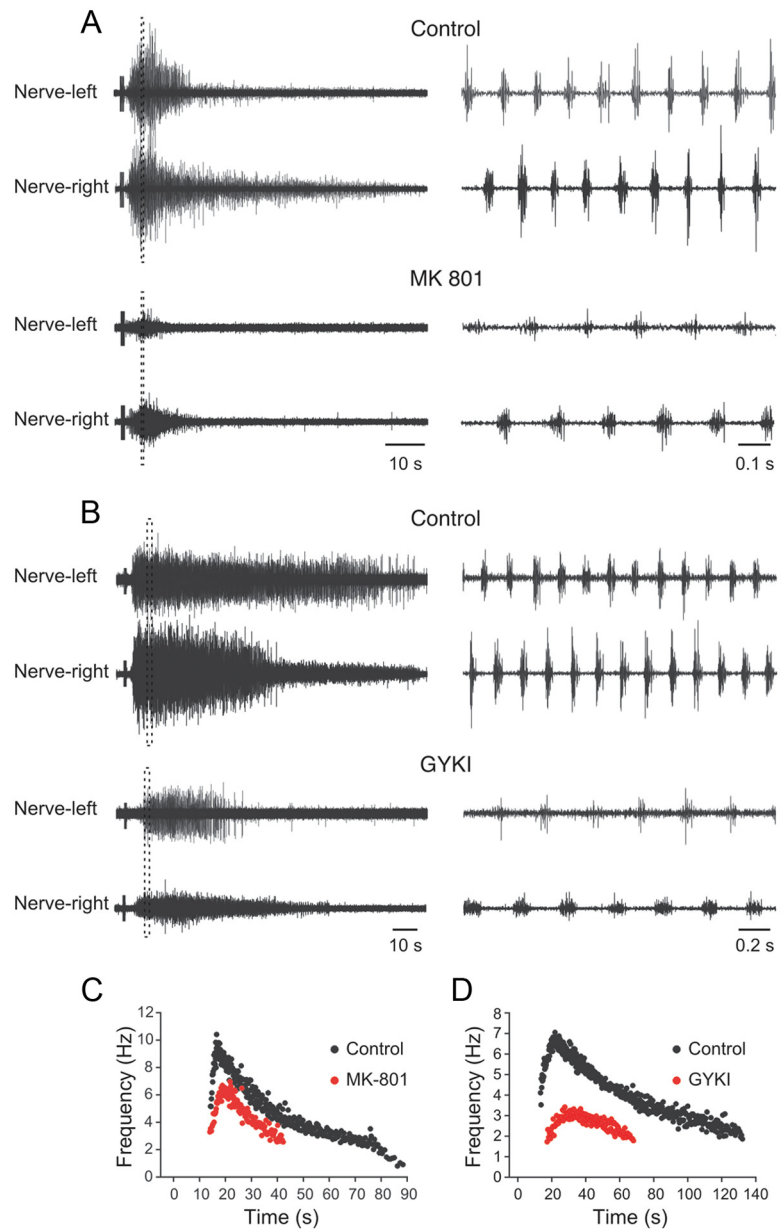 A
Control
Nerve-left
Nerve-right
MK 801
Nerve-left
Nerve-right
10 s
0.1 s
B
Control
Nerve-left
Nerve-right
GYKI
Nerve-left
Nerve-right
10 s
0.2 s
C
12
10
8
6
4
2
0
Frequency (Hz)
Control
MK-801
0 10 20 30 40 50 60 70 80 90
Time (s)
D
8
7
6
5
4
3
2
1
0
Frequency (Hz)
Control
GYKI
0 20 40 60 80 100 120 140
Time (s)